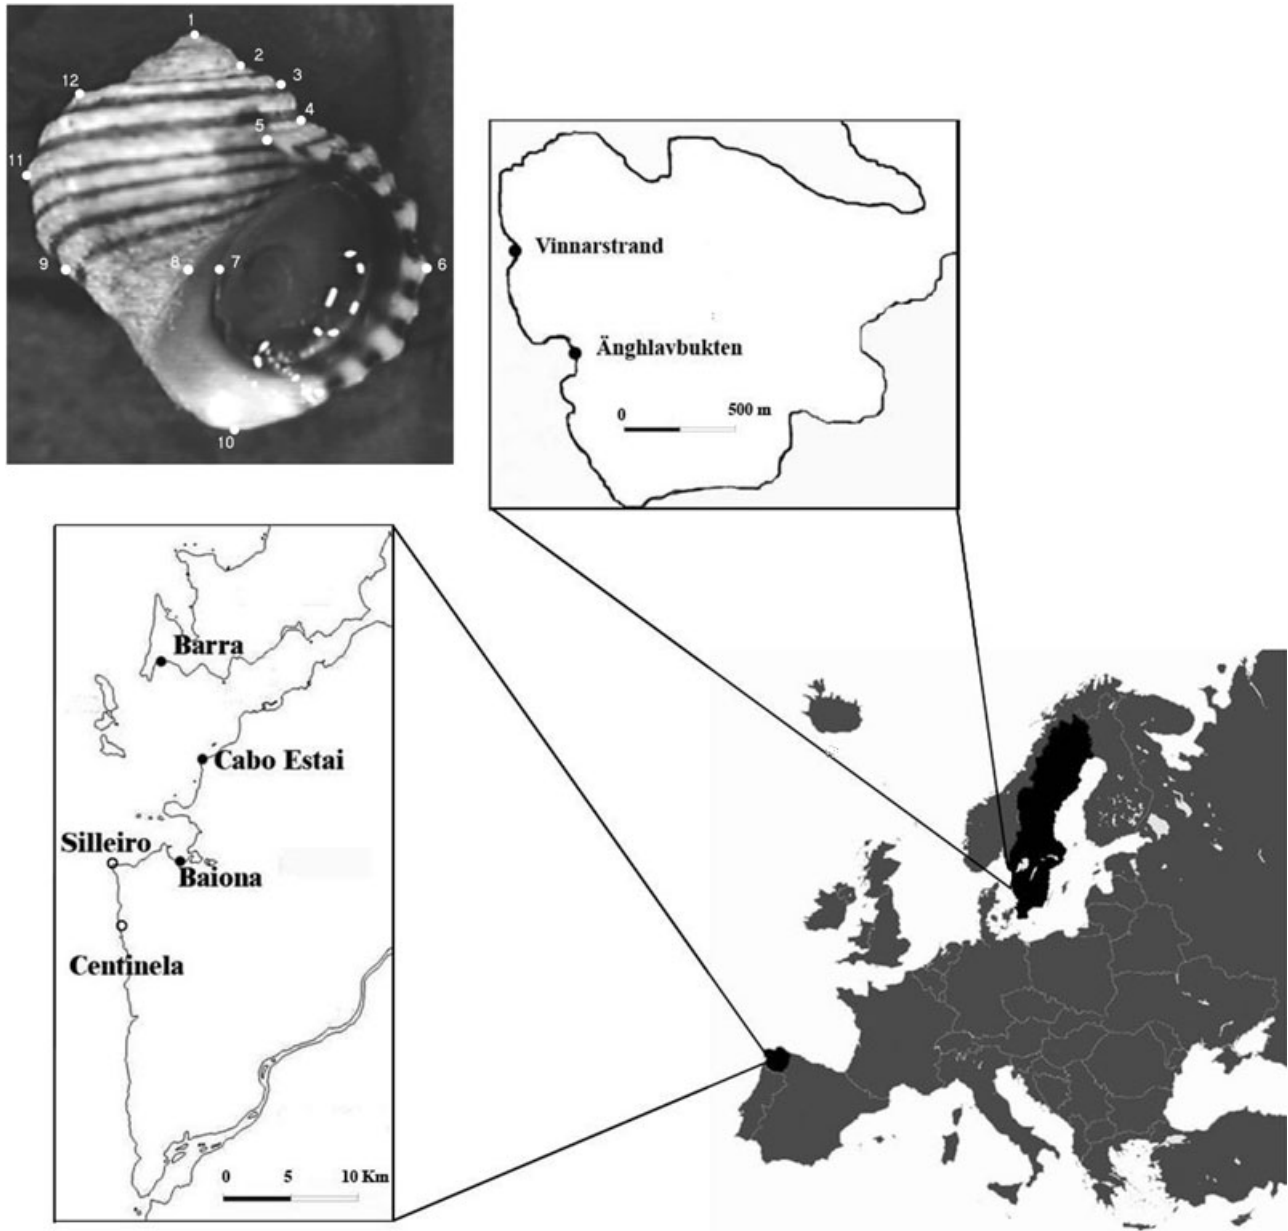 1
2
3
12
4
5
11
9
8
7
6
10
Vinnarstrand
Änghlavbukten
0 500 m
Barra
Cabo Estai
Silleiro
Baiona
Centinela
0 5 10 Km